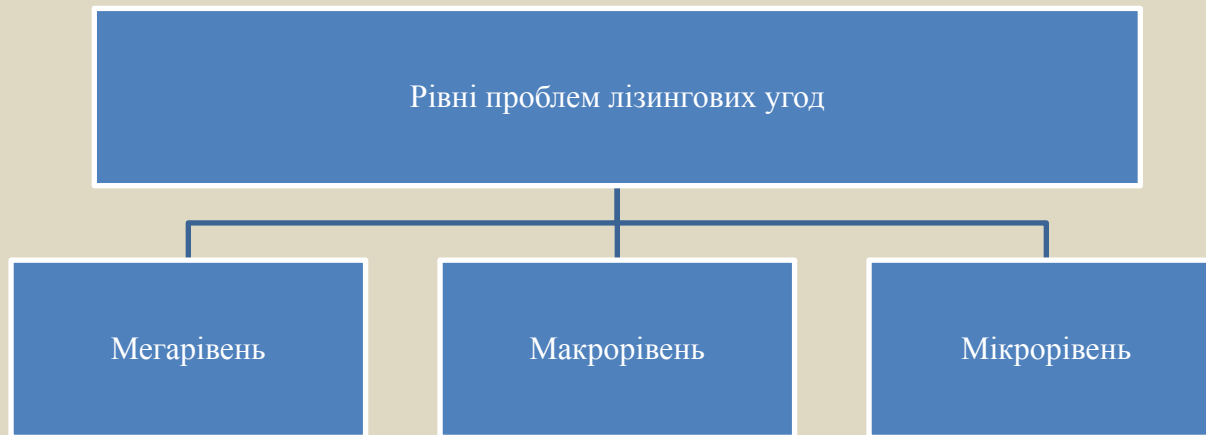 Рівні проблем лізингових угод
Мегарівень
Макрорівень
Мікрорівень